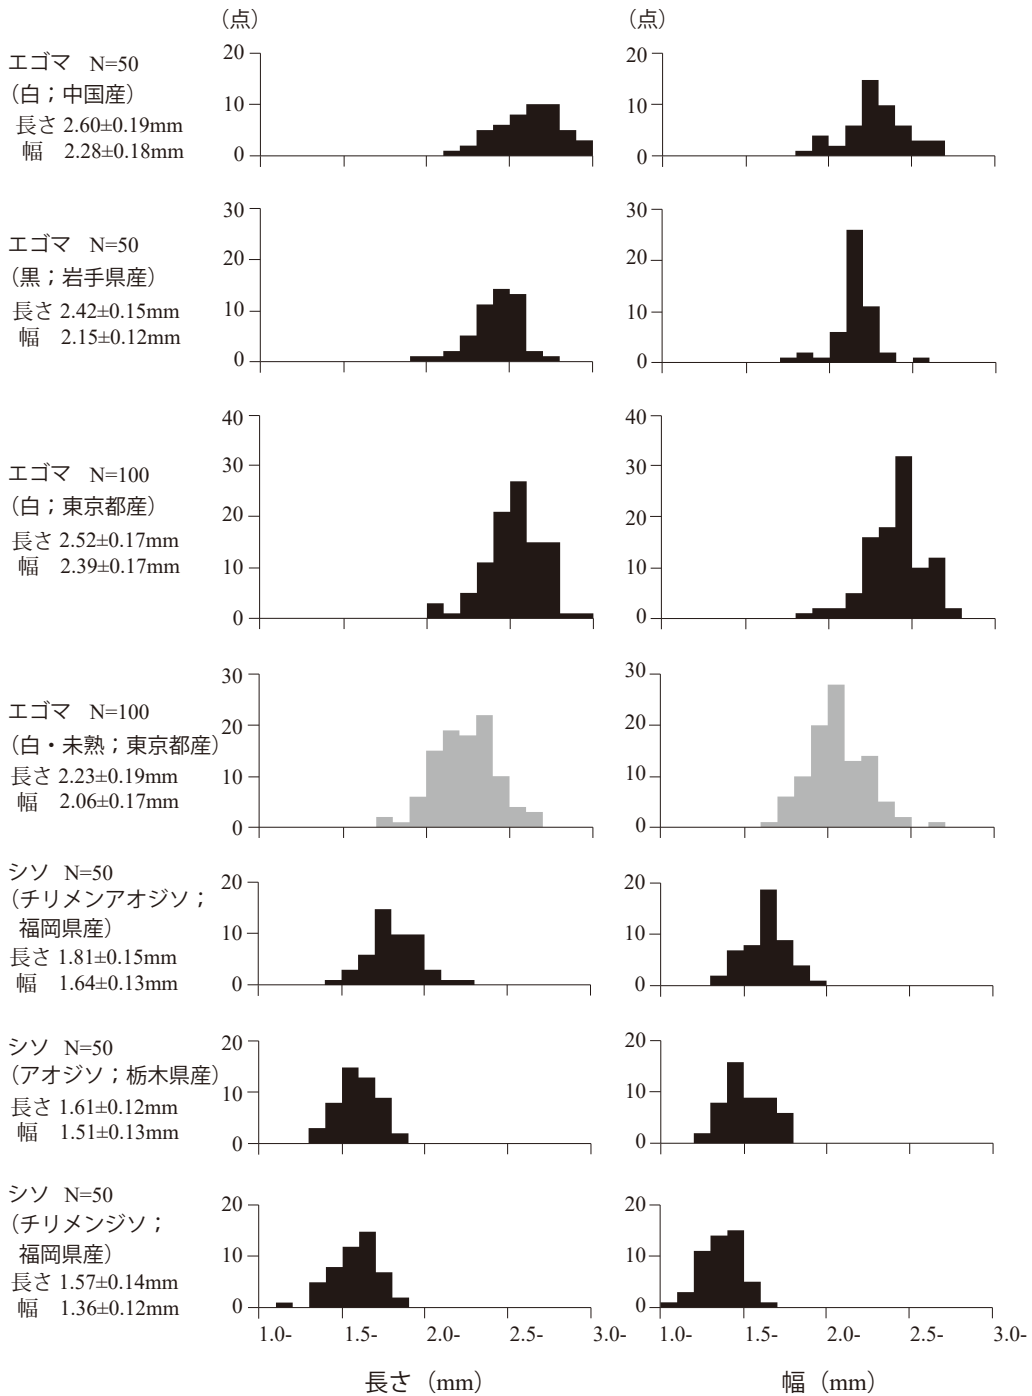 （点）
（点）
エゴマ N=50
（白；中国産）
長さ 2.60±0.19mm
幅 2.28±0.18mm
20
10
0
20
10
0
エゴマ N=50
（黒；岩手県産）
長さ 2.42±0.15mm
幅 2.15±0.12mm
30
20
10
0
30
20
10
0
エゴマ N=100
（白；東京都産）
長さ 2.52±0.17mm
幅 2.39±0.17mm
40
30
20
10
0
40
30
20
10
0
エゴマ N=100
（白・未熟；東京都産）
長さ 2.23±0.19mm
幅 2.06±0.17mm
30
20
10
0
30
20
10
0
シソ N=50
（チリメンアオジソ；
福岡県産）
長さ 1.81±0.15mm
幅 1.64±0.13mm
20
10
0
20
10
0
シソ N=50
（アオジソ；栃木県産）
長さ 1.61±0.12mm
幅 1.51±0.13mm
20
10
0
20
10
0
シソ N=50
（チリメンジソ；
福岡県産）
長さ 1.57±0.14mm
幅 1.36±0.12mm
20
10
0
20
10
0
1.0- 1.5- 2.0- 2.5- 3.0-
1.0- 1.5- 2.0- 2.5- 3.0-
長さ（mm）
幅（mm）